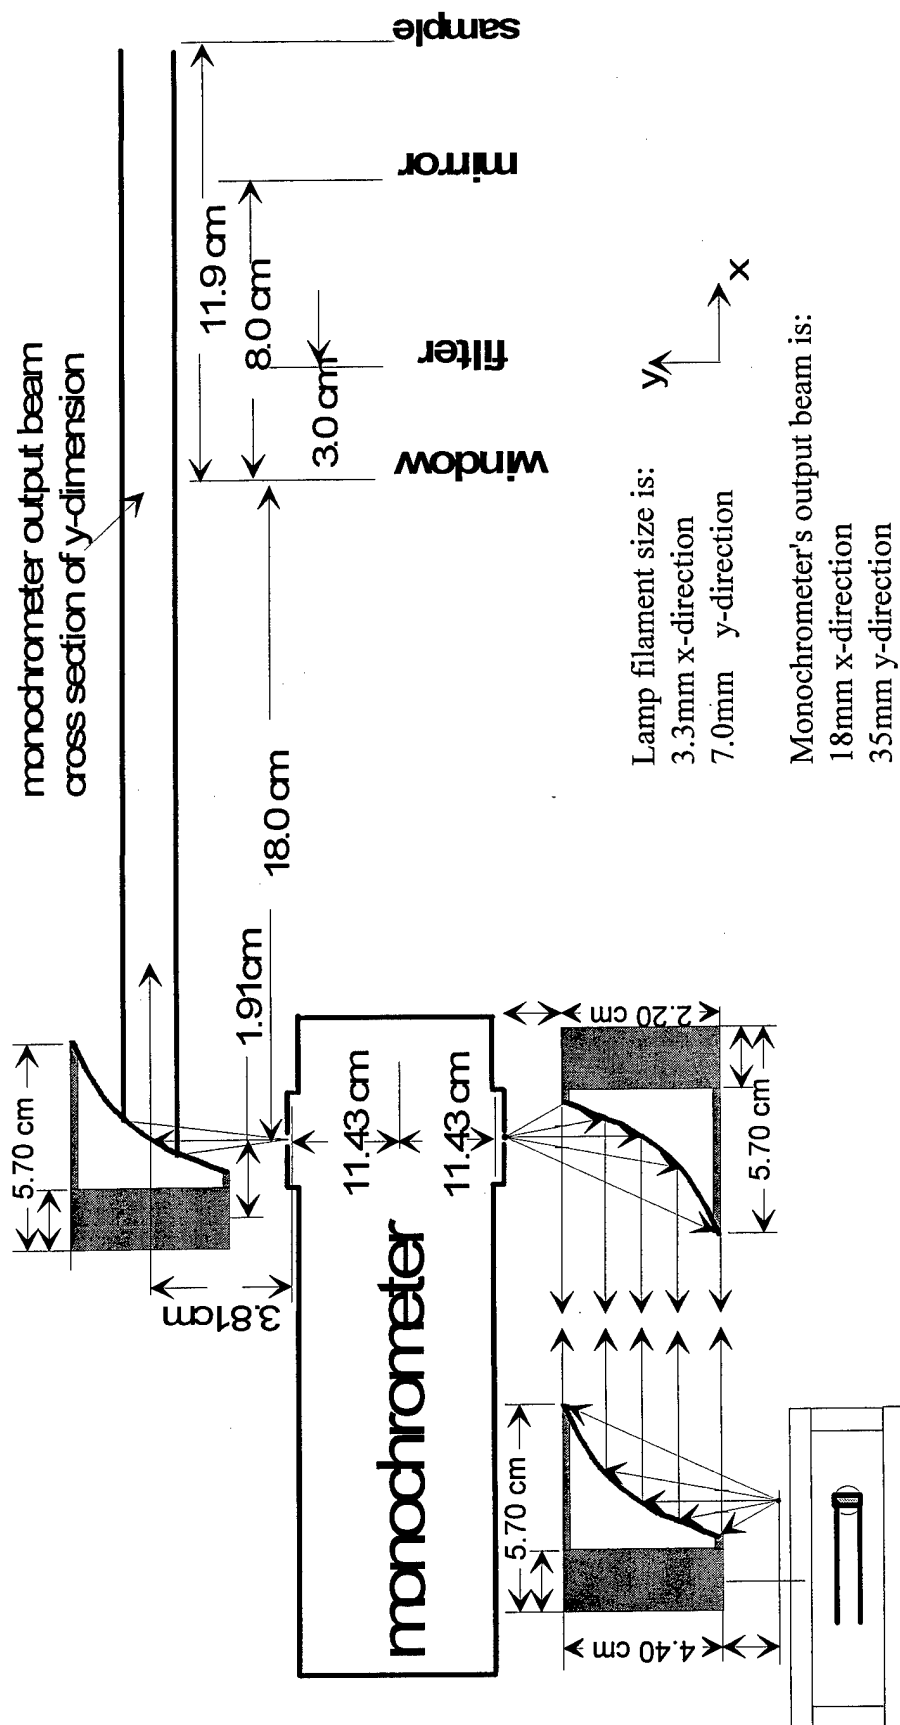 monochrometer output beam
cross section of y-dimension
5.70 cm
3.81cm
1.91cm
18.0 cm
11.9 cm
8.0 cm
3.0 cm
window
filter
mirror
sample
monochrometer
11.43 cm
11.43 cm
5.70 cm
4.40 cm
2.20 cm
5.70 cm
y
x
Lamp filament size is:
3.3mm x-direction
7.0mm y-direction
Monochrometer's output beam is:
18mm x-direction
35mm y-direction